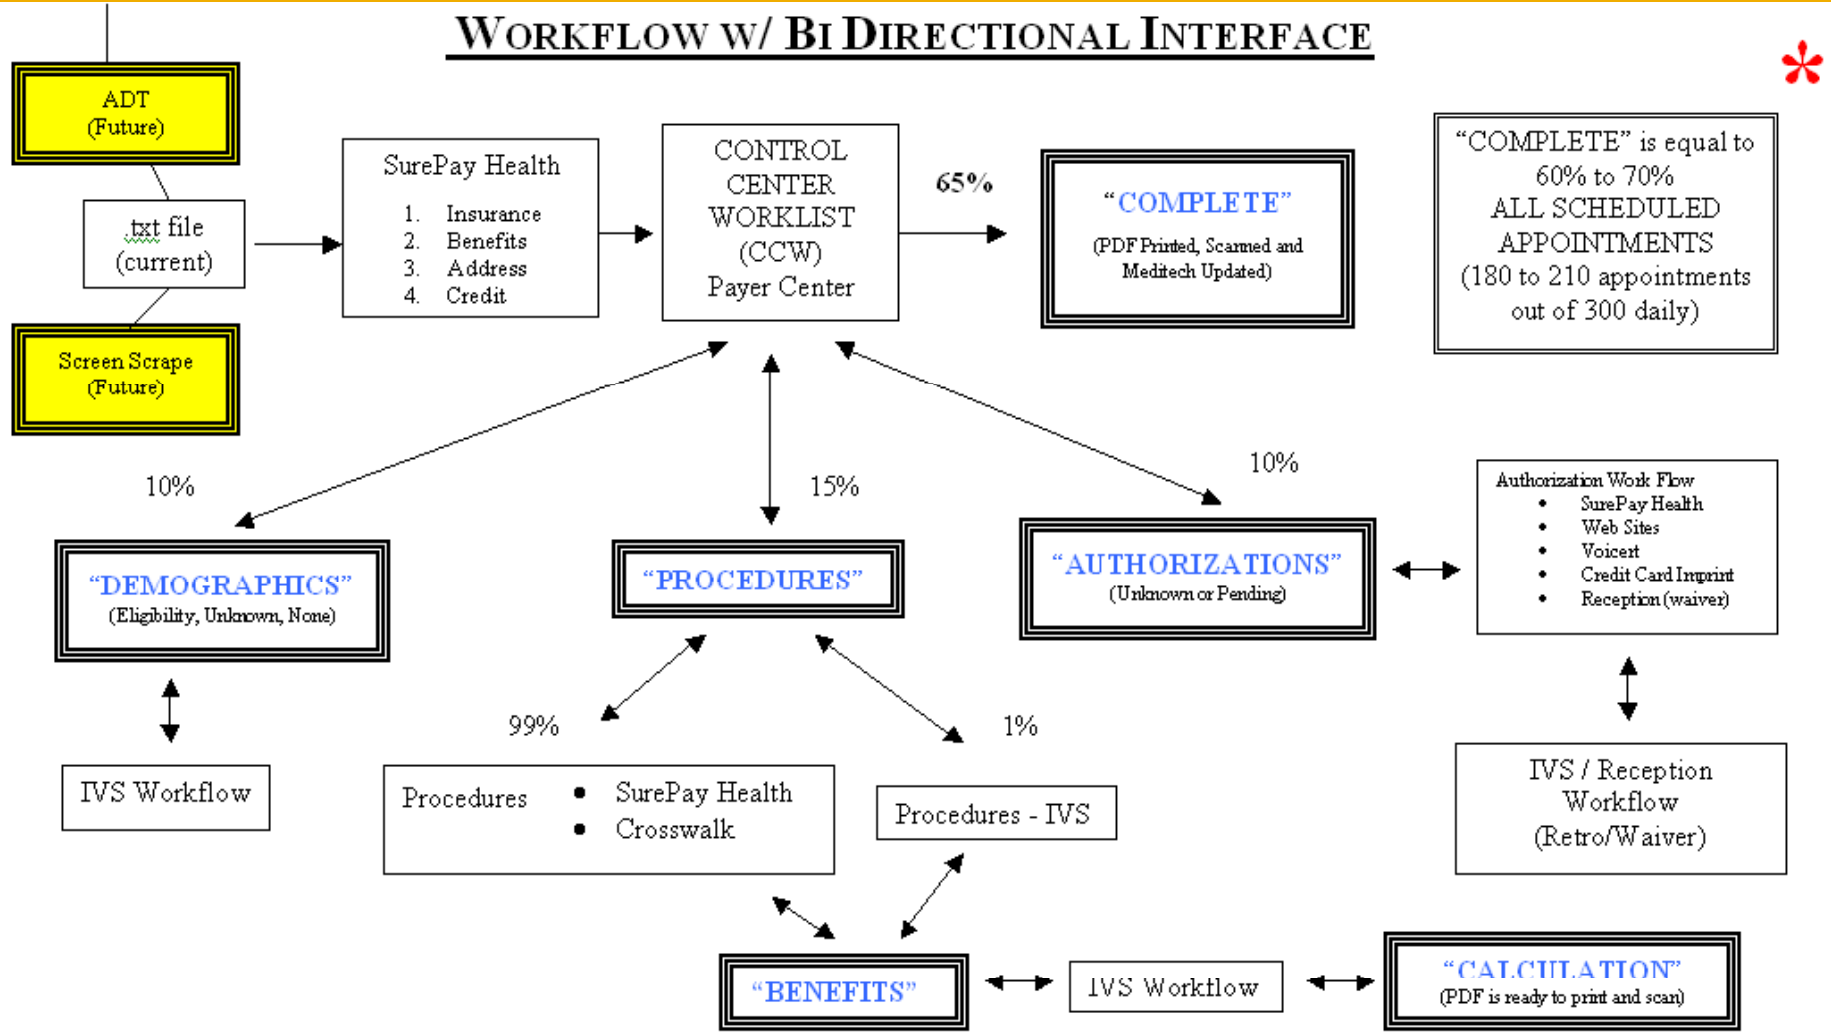 WORKFLOW W/ BI DIRECTIONAL INTERFACE
*
ADT
(Future)
.txt file
(current)
Screen Scrape
(Future)
SurePay Health
1. Insurance
2. Benefits
3. Address
4. Credit
CONTROL
CENTER
WORKLIST
(CCW)
Payer Center
65%
“COMPLETE”
(PDF Printed, Scanned and
Meditech Updated)
“COMPLETE” is equal to
60% to 70%
ALL SCHEDULED
APPOINTMENTS
(180 to 210 appointments
out of 300 daily)
10%
15%
10%
“DEMOGRAPHICS”
(Eligibility, Unknown, None)
“PROCEDURES”
“AUTHORIZATIONS”
(Unknown or Pending)
Authorization Work Flow
• SurePay Health
• Web Sites
• Voicert
• Credit Card Imprint
• Reception (waiver)
99%
1%
IVS Workflow
Procedures
• SurePay Health
• Crosswalk
Procedures - IVS
IVS / Reception
Workflow
(Retro/Waiver)
“BENEFITS”
IVS Workflow
“CALCULATION”
(PDF is ready to print and scan)